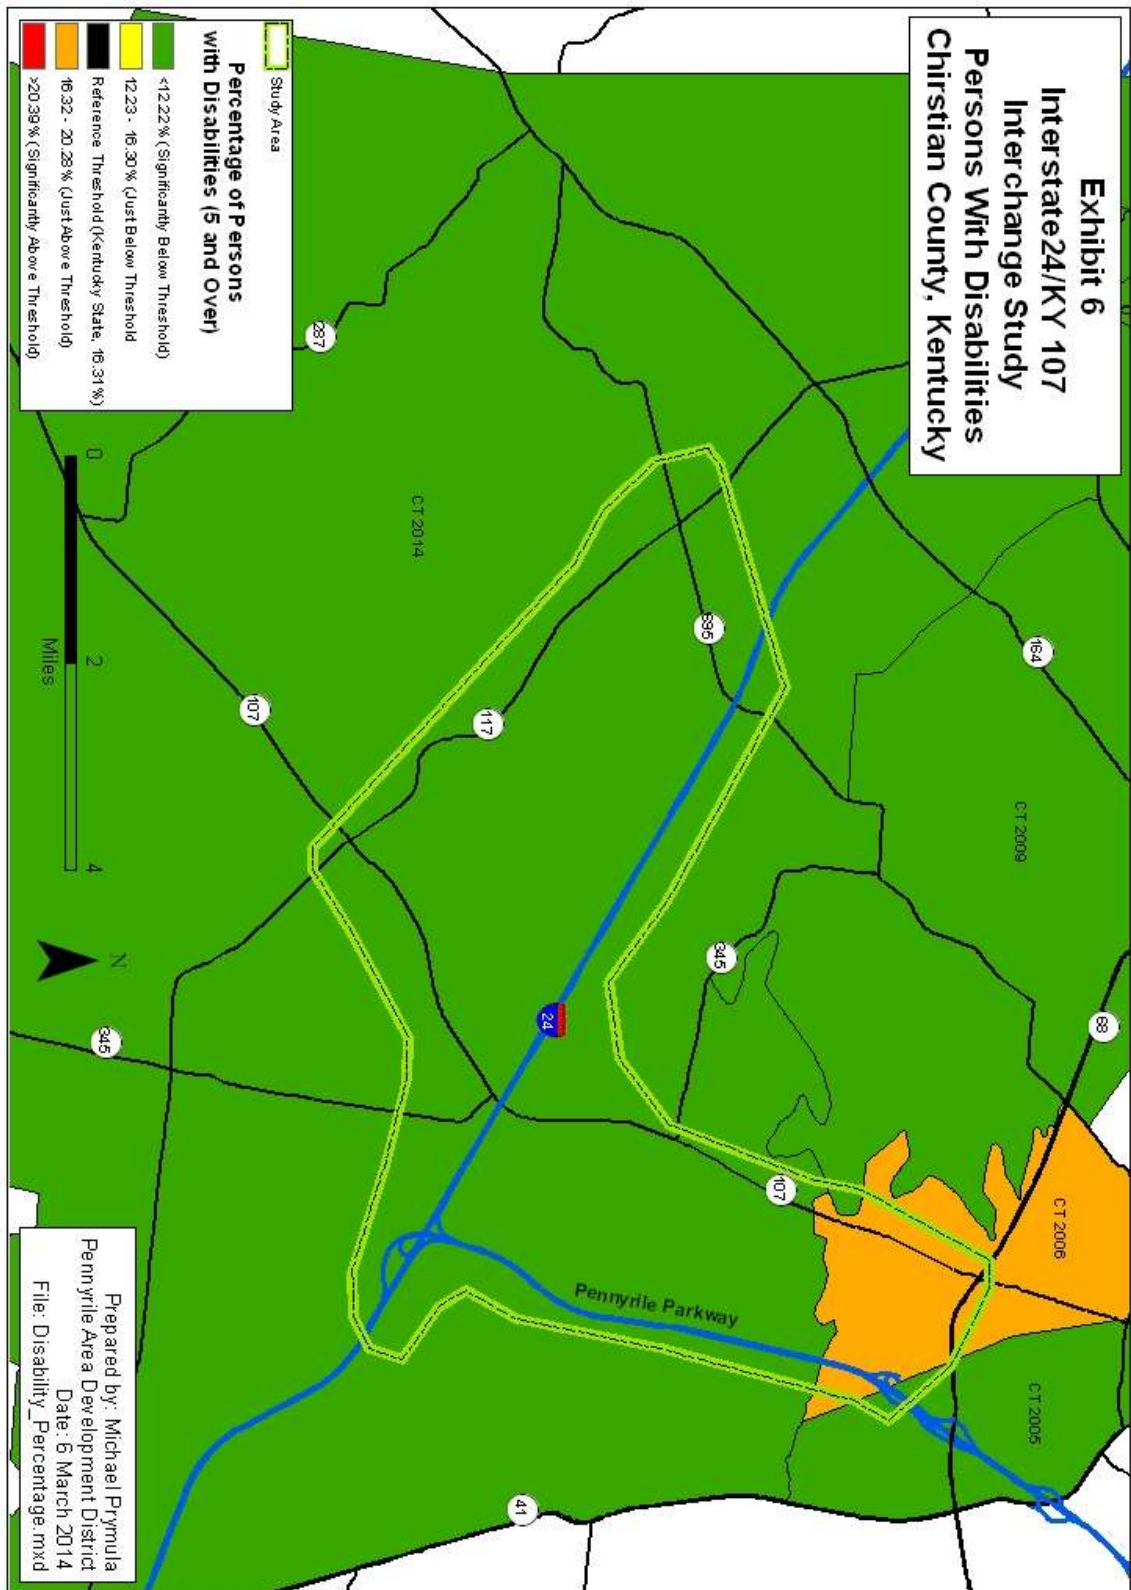 Exhibit 6
Interstate24/KY 107
Interchange Study
Persons With Disabilities
Chirstian County, Kentucky
164
CT 2009
68
CT 2006
CT 2005
695
345
107
Pennyrile Parkway
117
24
41
CT 2014
287
107
345
Study Area
Percentage of Persons
with Disabilities (5 and Over)
<12.22% (Significantly Below Threshold)
12.23 - 16.30% (Just Below Threshold
Reference Threshold (Kentucky State, 16.31%)
16.32 - 20.28% (Just Above Threshold)
>20.39% (Significantly Above Threshold)
0 2 4
Miles
N
Prepared by: Michael Prymula
Pennyrile Area Development District
Date: 6 March 2014
File: Disability_Percentage.mxd